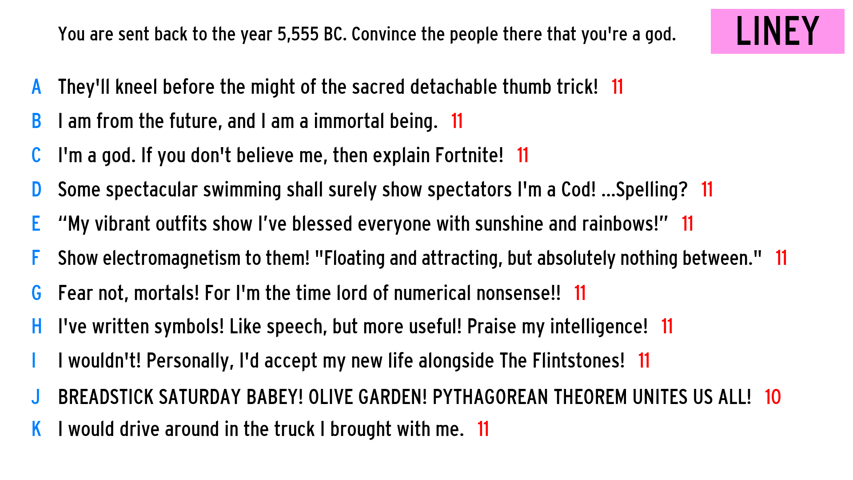 You are sent back to the year 5,555 BC. Convince the people there that you're a god.
LINEY
A They'll kneel before the might of the sacred detachable thumb trick! 11
B I am from the future, and I am a immortal being. 11
C I'm a god. If you don't believe me, then explain Fortnite! 11
D Some spectacular swimming shall surely show spectators I'm a Cod! ...Spelling? 11
E “My vibrant outfits show I’ve blessed everyone with sunshine and rainbows!” 11
F Show electromagnetism to them! "Floating and attracting, but absolutely nothing between." 11
G Fear not, mortals! For I'm the time lord of numerical nonsense!! 11
H I've written symbols! Like speech, but more useful! Praise my intelligence! 11
I I wouldn't! Personally, I'd accept my new life alongside The Flintstones! 11
J BREADSTICK SATURDAY BABEY! OLIVE GARDEN! PYTHAGOREAN THEOREM UNITES US ALL! 10
K I would drive around in the truck I brought with me. 11